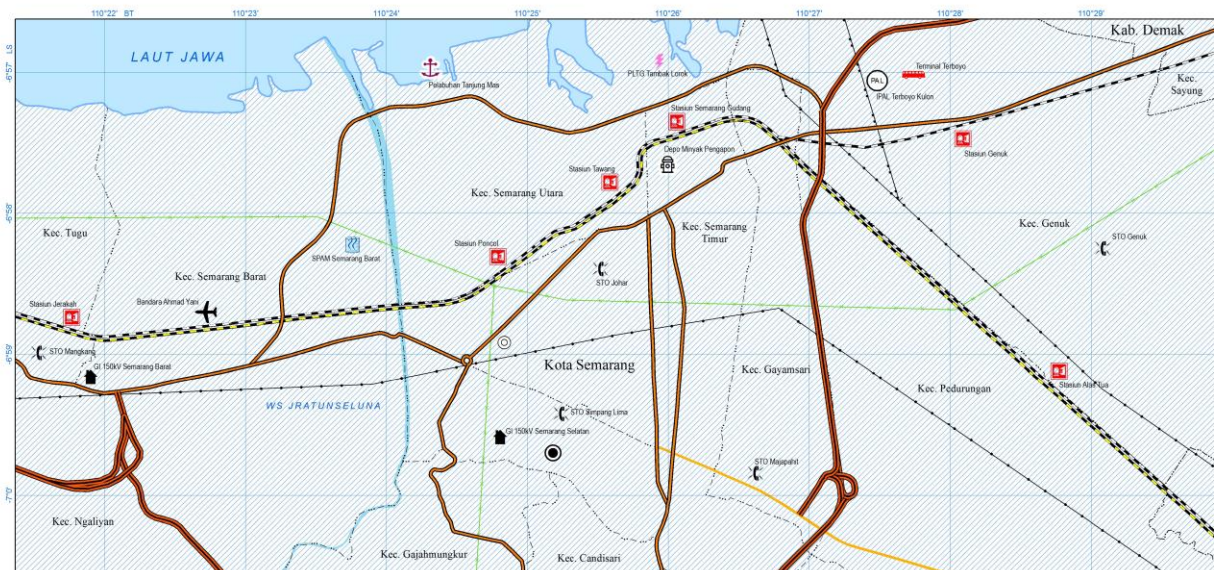 110°22' BT
110°23'
110°24'
110°25'
110°26'
110°27'
110°28'
110°29'
LS
-6°57'
-6°58'
-6°59'
-7°0'
LAUT JAWA
Kab. Demak
Terminal Terboyo
PLTG Tambak Lorok
PAL
Kec.
Sayung
Pelabuhan Tanjung Mas
IPAL Terboyo Kulon
Stasiun Semarang Gudang
Stasiun Genuk
Depo Minyak Pengapon
Stasiun Tawang
Kec. Semarang Utara
Kec. Semarang
Timur
Kec. Genuk
Kec. Tugu
STO Genuk
Stasiun Poncol
SPAM Semarang Barat
Kec. Semarang Barat
STO Johar
Bandara Ahmad Yani
Stasiun Jerakah
STO Mangkang
GI 150kV Semarang Barat
Kota Semarang
Kec. Gayamsari
Stasiun Alas Tua
Kec. Pedurungan
WS JRATUNSELUNA
STO Simpang Lima
GI 150kV Semarang Selatan
STO Majapahit
Kec. Ngaliyan
Kec. Gajahmungkur
Kec. Candisari